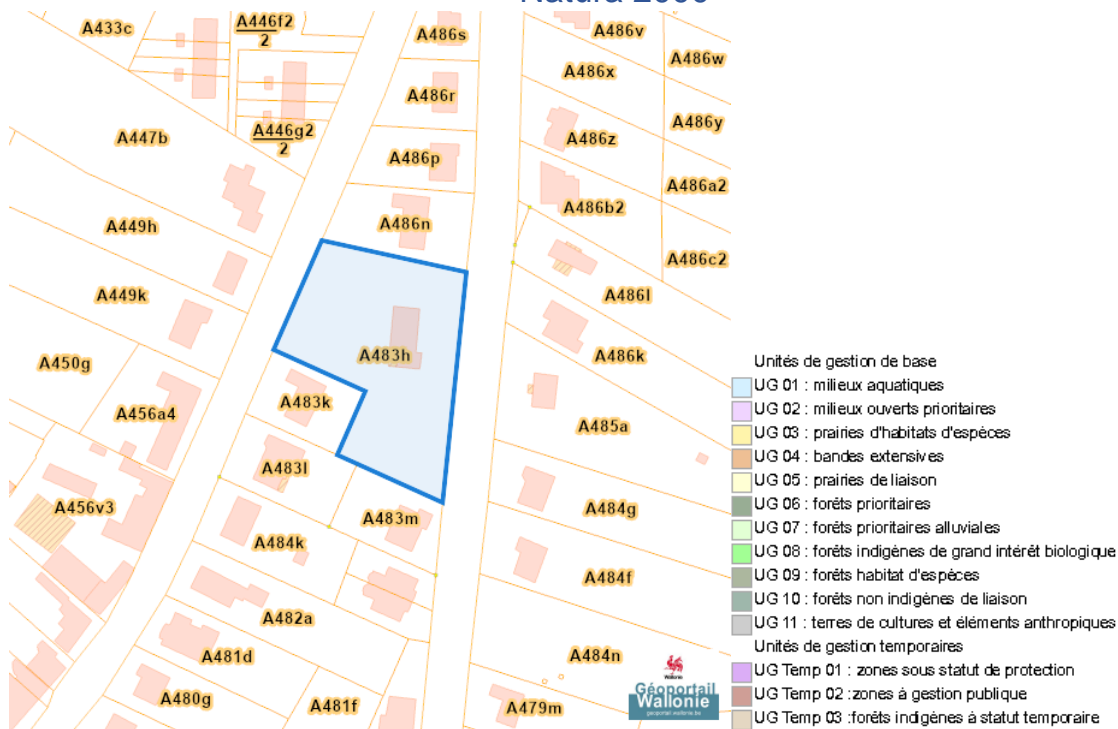 Natura 2000
A433c
A446f2
2
A486s
A486v
A486w
A486x
A486r
A447b
A446g2
2
A486y
A486z
A486p
A486a2
A486b2
A449h
A486n
A486c2
A449k
A486l
A450g
A483h
A486k
A456a4
A483k
A485a
A483l
A456v3
A483m
A484g
A484k
A484f
A482a
A481d
A484n
A480g
A481f
A479m
Wallonie
Géoportail
Wallonie
geoportail.wallonie.be
Unités de gestion de base
UG 01 : milieux aquatiques
UG 02 : milieux ouverts prioritaires
UG 03 : prairies d'habitats d'espèces
UG 04 : bandes extensives
UG 05 : prairies de liaison
UG 06 : forêts prioritaires
UG 07 : forêts prioritaires alluviales
UG 08 : forêts indigènes de grand intérêt biologique
UG 09 : forêts habitat d'espèces
UG 10 : forêts non indigènes de liaison
UG 11 : terres de cultures et éléments anthropiques
Unités de gestion temporaires
UG Temp 01 : zones sous statut de protection
UG Temp 02 :zones à gestion publique
UG Temp 03 :forêts indigènes à statut temporaire